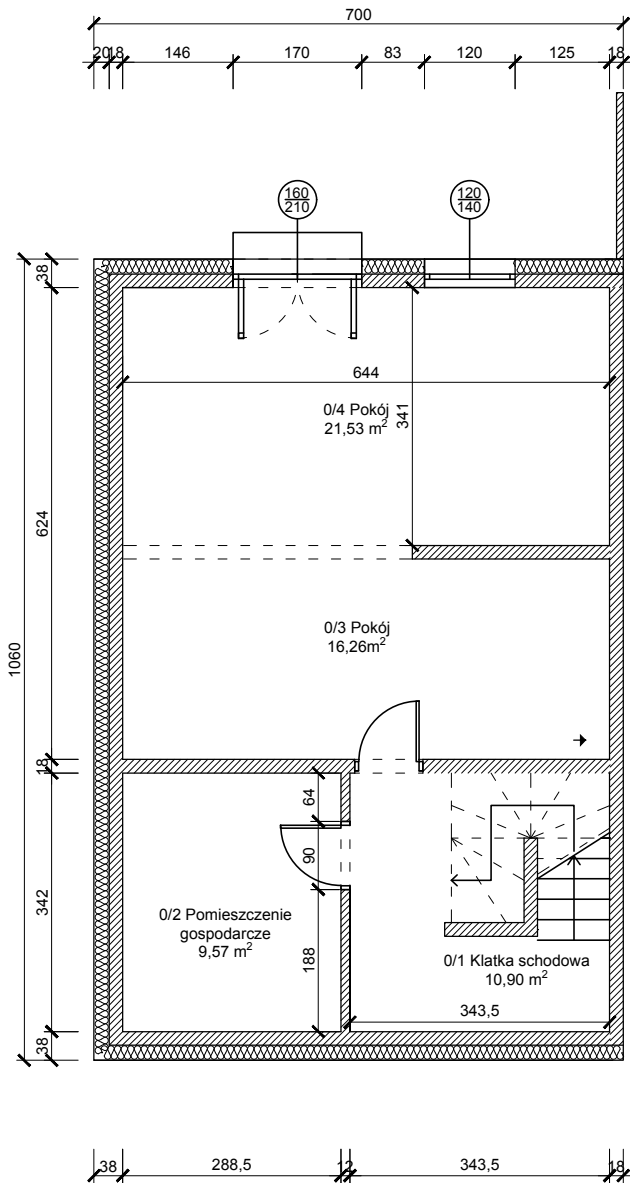 700
20 18 146 170 83 120 125 18
160
210
120
140
38
644
0/4 Pokój
21,53 m²
341
624
0/3 Pokój
16,26m²
1060
18
64
90
342
0/2 Pomieszczenie
gospodarcze
9,57 m²
188
0/1 Klatka schodowa
10,90 m²
343,5
38
38 288,5 12 343,5 18